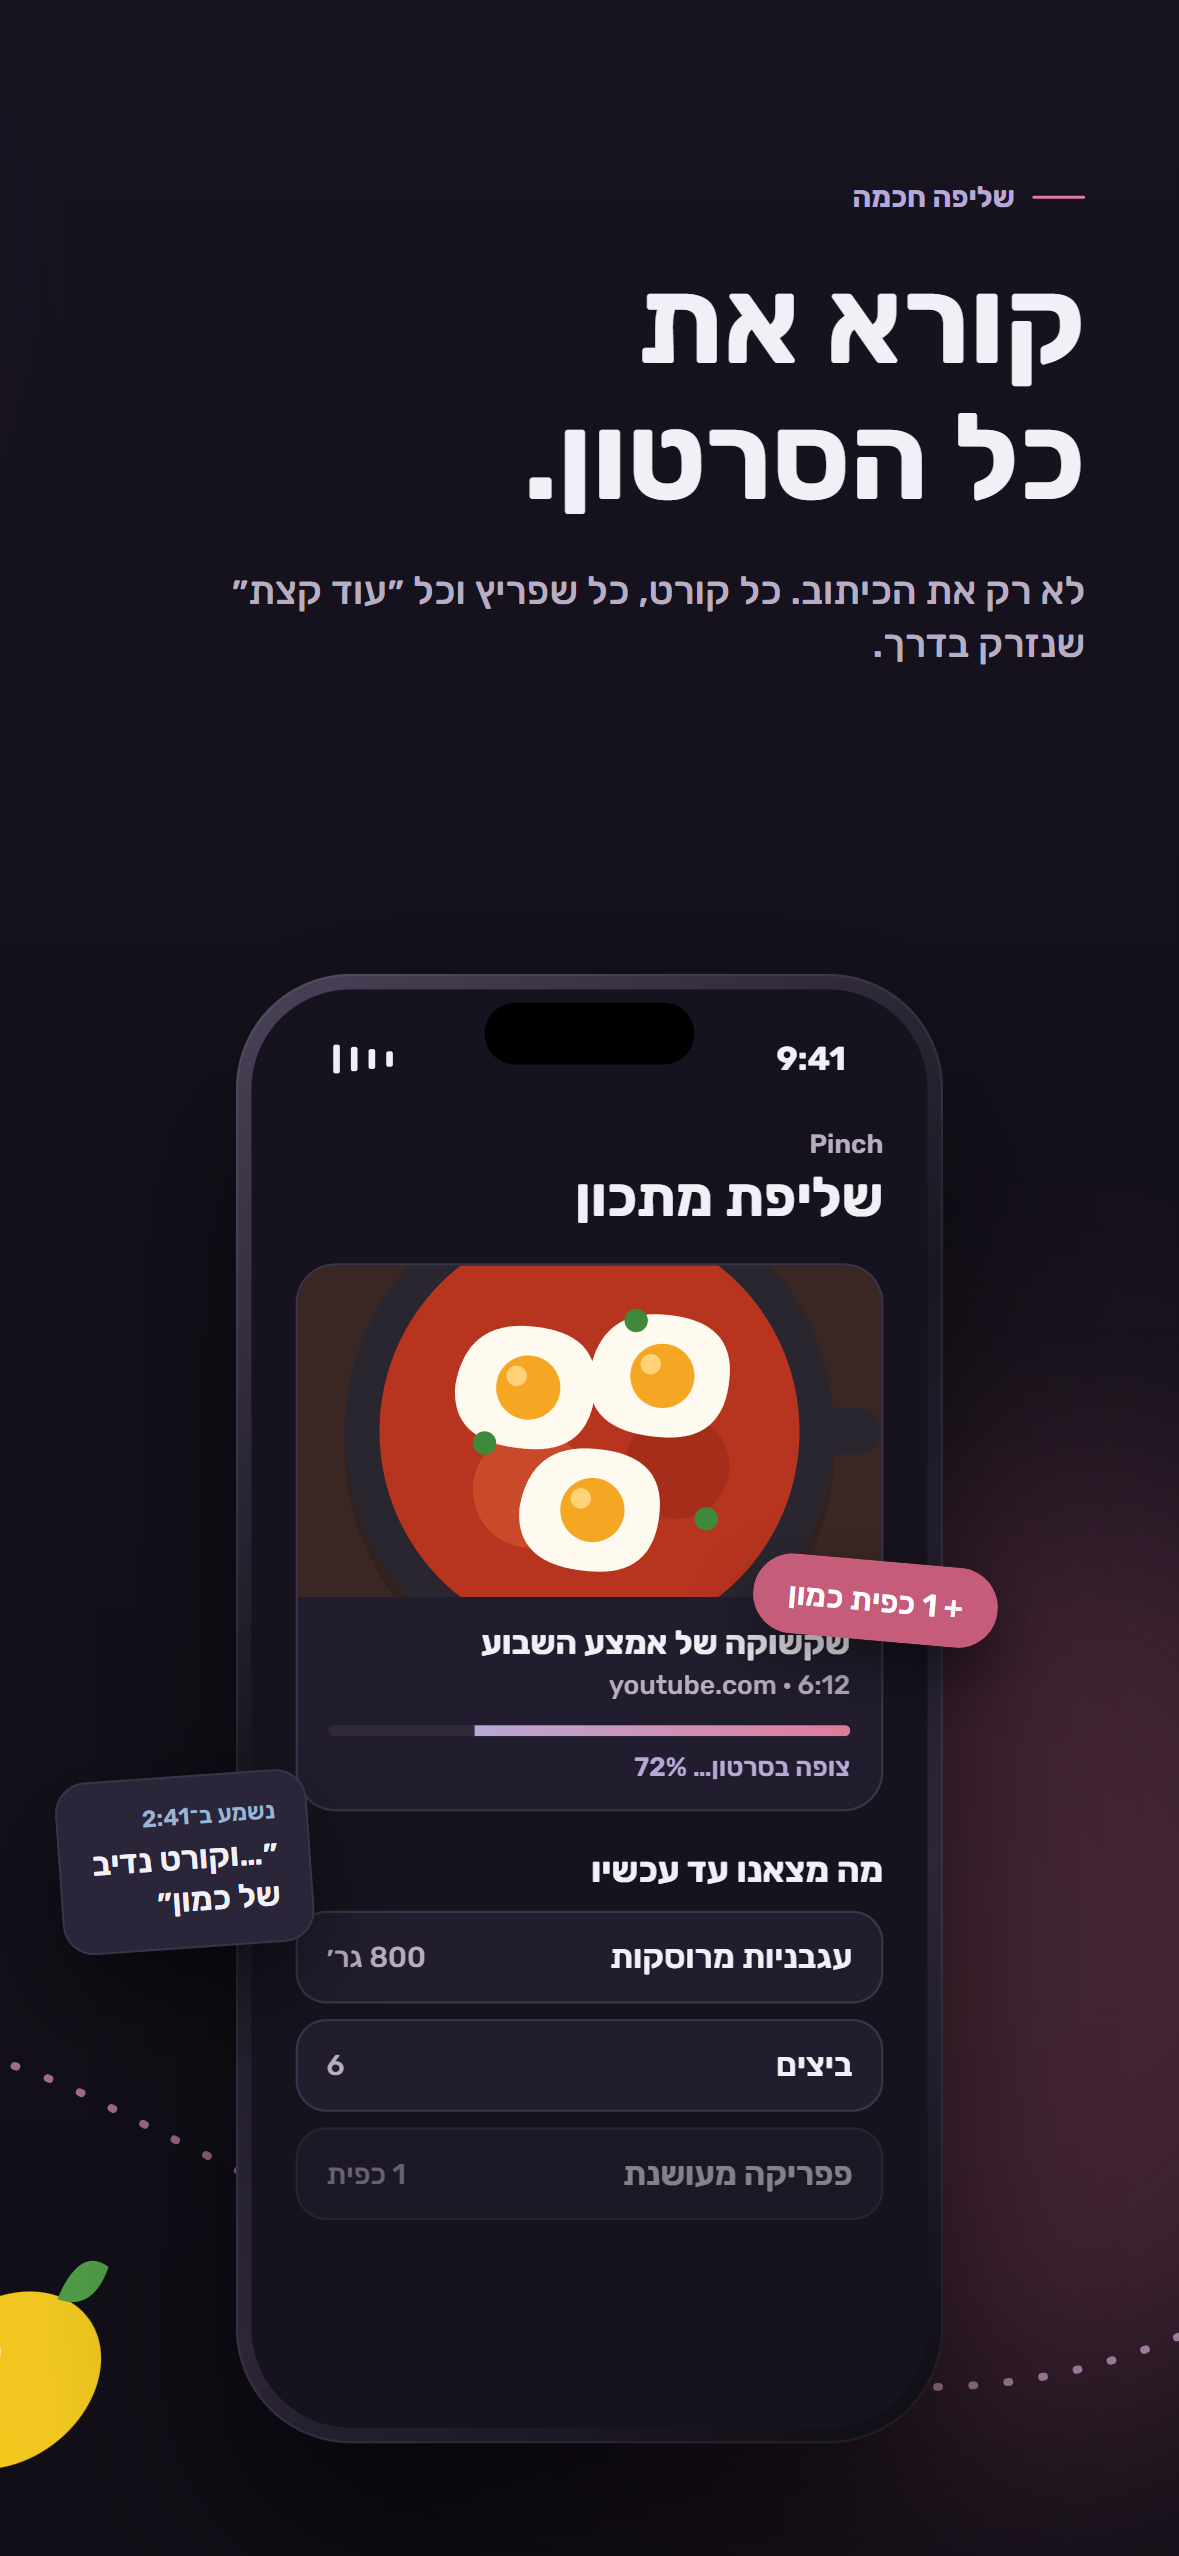 שליפה חכמה
קורא את
כל הסרטון.
לא רק את הכיתוב. כל קורט, כל שפריץ וכל ״עוד קצת״
שנזרק בדרך.
9:41
Pinch
שליפת מתכון
+ 1 כפית כמון
שקשוקה של אמצע השבוע
youtube.com • 6:12
צופה בסרטון… 72%
נשמע ב־2:41
״…וקורט נדיב
של כמון״
מה מצאנו עד עכשיו
עגבניות מרוסקות 800 גר׳
ביצים 6
פפריקה מעושנת 1 כפית